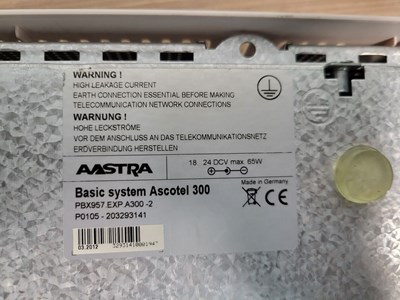 WARNING !
HIGH LEAKAGE CURRENT
EARTH CONNECTION ESSENTIAL BEFORE MAKING
TELECOMMUNICATION NETWORK CONNECTIONS
WARNUNG !
HOHE LECKSTRÖME
VOR DEM ANSCHLUSS AN DAS TELEKOMMUNIKATIONSNETZ
ERDVERBINDUNG HERSTELLEN
AASTRA
18...24 DCV max. 65W
Basic system Ascotel 300
Made in Germany
PBX957 EXP.A300 -2
P0105 - 203293141
03.2012